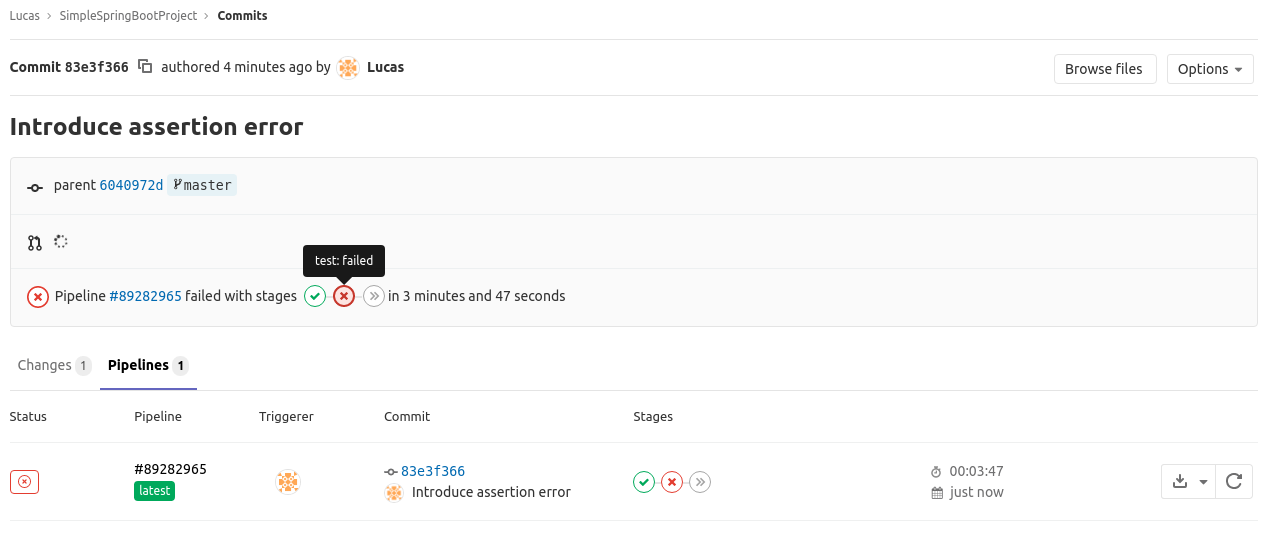 Lucas › SimpleSpringBootProject › Commits
Commit 83e3f366 authored 4 minutes ago by Lucas
Browse files
Options
Introduce assertion error
parent 6040972d master
test: failed
Pipeline #89282965 failed with stages in 3 minutes and 47 seconds
Changes 1 Pipelines 1
Status Pipeline Triggerer Commit Stages
#89282965 83e3f366 00:03:47
latest Introduce assertion error just now